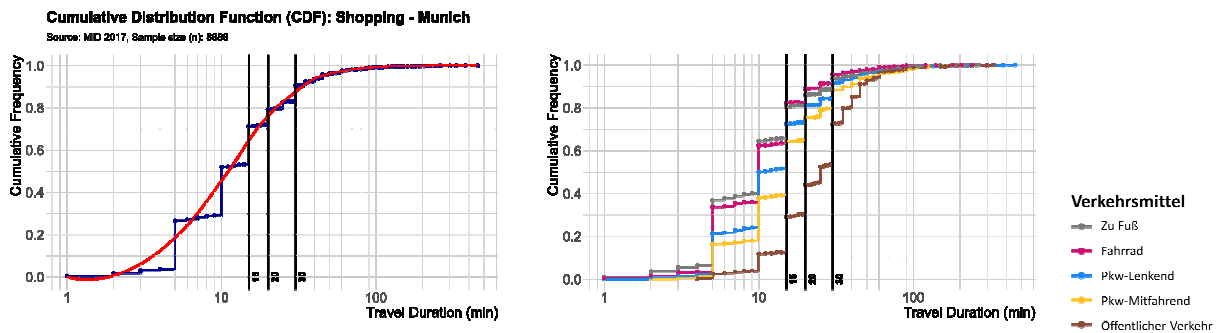 Cumulative Distribution Function (CDF): Shopping - Munich
Source: MID 2017, Sample size (n): 8686
Cumulative Frequency
1.0
0.8
0.6
0.4
0.2
0.0
15
20
30
1 10 100
Travel Duration (min)
Cumulative Frequency
1.0
0.8
0.6
0.4
0.2
0.0
15
20
30
1 10 100
Travel Duration (min)
Verkehrsmittel
Zu Fuß
Fahrrad
Pkw-Lenkend
Pkw-Mitfahrend
Öffentlicher Verkehr